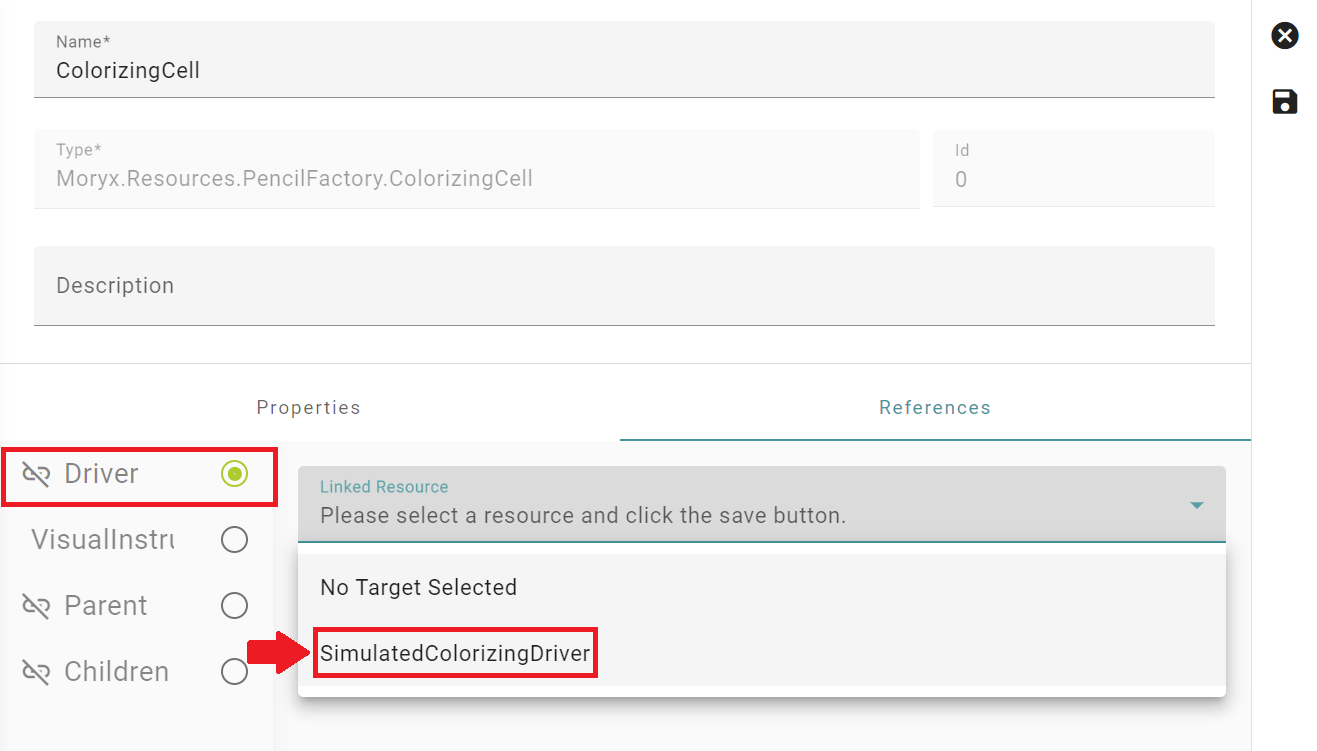 Name*
ColorizingCell
Type*
Moryx.Resources.PencilFactory.ColorizingCell
Id
0
Description
Properties
References
Driver
VisualInstru
Parent
Children
Linked Resource
Please select a resource and click the save button.
No Target Selected
SimulatedColorizingDriver